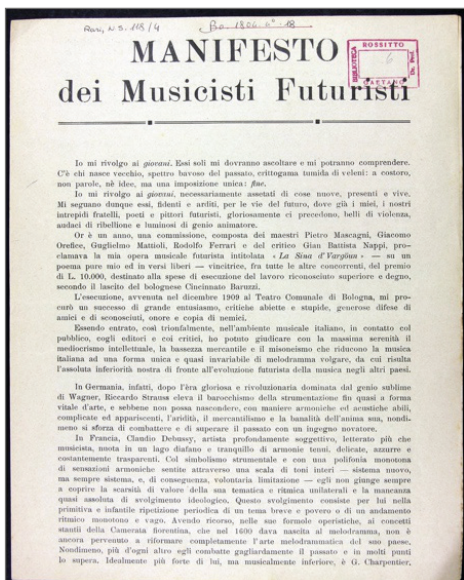 Rari, N.S. 118/4
ROSSITTO
BIBLIOTECA
GAETANO
MANIFESTO
dei Musicisti Futuristi
Io mi rivolgo ai giovani. Essi soli mi dovranno ascoltare e mi potranno comprendere.
C'è chi nasce vecchio, spettro bavoso del passato, crittogama tumida di veleni: a costoro,
non parole, nè idee, ma una imposizione unica: fine.
Io mi rivolgo ai giovani, necessariamente assetati di cose nuove, presenti e vive.
Mi seguano dunque essi, fidenti e arditi, per le vie del futuro, dove già i miei, i nostri
intrepidi fratelli, poeti e pittori futuristi, gloriosamente ci precedono, belli di violenza,
audaci di ribellione e luminosi di genio animatore.
Or è un anno, una commissione, composta dei maestri Pietro Mascagni, Giacomo
Orefice, Guglielmo Mattioli, Rodolfo Ferrari e del critico Gian Battista Nappi, pro-
clamava la mia opera musicale futurista intitolata « La Sina d'Vargöun » — su un
poema pure mio ed in versi liberi — vincitrice, fra tutte le altre concorrenti, del premio
di L. 10.000, destinato alla spese di esecuzione del lavoro riconosciuto superiore e degno,
secondo il lascito del bolognese Cincinnato Baruzzi.
L'esecuzione, avvenuta nel dicembre 1909 al Teatro Comunale di Bologna, mi pro-
curò un successo di grande entusiasmo, critiche abiette e stupide, generose difese di
amici e di sconosciuti, onore e copia di nemici.
Essendo entrato, così trionfalmente, nell'ambiente musicale italiano, in contatto col
pubblico, cogli editori e coi critici, ho potuto giudicare con la massima serenità il
mediocrismo intellettuale, la bassezza mercantile e il misoneismo che riducono la musica
italiana ad una forma unica e quasi invariabile di melodramma volgare, da cui risulta
l'assoluta inferiorità nostra di fronte all'evoluzione futurista della musica negli altri paesi.
In Germania, infatti, dopo l'èra gloriosa e rivoluzionaria dominata dal genio sublime
di Wagner, Riccardo Strauss eleva il barocchismo della strumentazione fin quasi a forma
vitale d'arte, e sebbene non possa nascondere, con maniere armoniche ed acustiche abili,
complicate ed appariscenti, l'aridità, il mercantilismo e la banalità dell'anima sua, nondi-
meno si sforza di combattere e di superare il passato con un ingegno novatore.
In Francia, Claudio Debussy, artista profondamente soggettivo, letterato più che
musicista, nuota in un lago diafano e tranquillo di armonie tenui, delicate, azzurre e
costantemente trasparenti. Col simbolismo strumentale e con una polifonia monotona
di sensazioni armoniche sentite attraverso una scala di toni interi — sistema nuovo,
ma sempre sistema, e, di conseguenza, volontaria limitazione — egli non giunge sempre
a coprire la scarsità di valore della sua tematica e ritmica unilaterali e la mancanza
quasi assoluta di svolgimento ideologico. Questo svolgimento consiste per lui nella
primitiva e infantile ripetizione periodica di un tema breve e povero o di un andamento
ritmico monotono e vago. Avendo ricorso, nelle sue formole operistiche, ai concetti
stantii della Camerata fiorentina, che nel 1600 dava nascita al melodramma, non è
ancora pervenuto a riformare completamente l'arte melodrammatica del suo paese.
Nondimeno, più d'ogni altro egli combatte gagliardamente il passato e in molti punti
lo supera. Idealmente più forte di lui, ma musicalmente inferiore, è G. Charpentier.